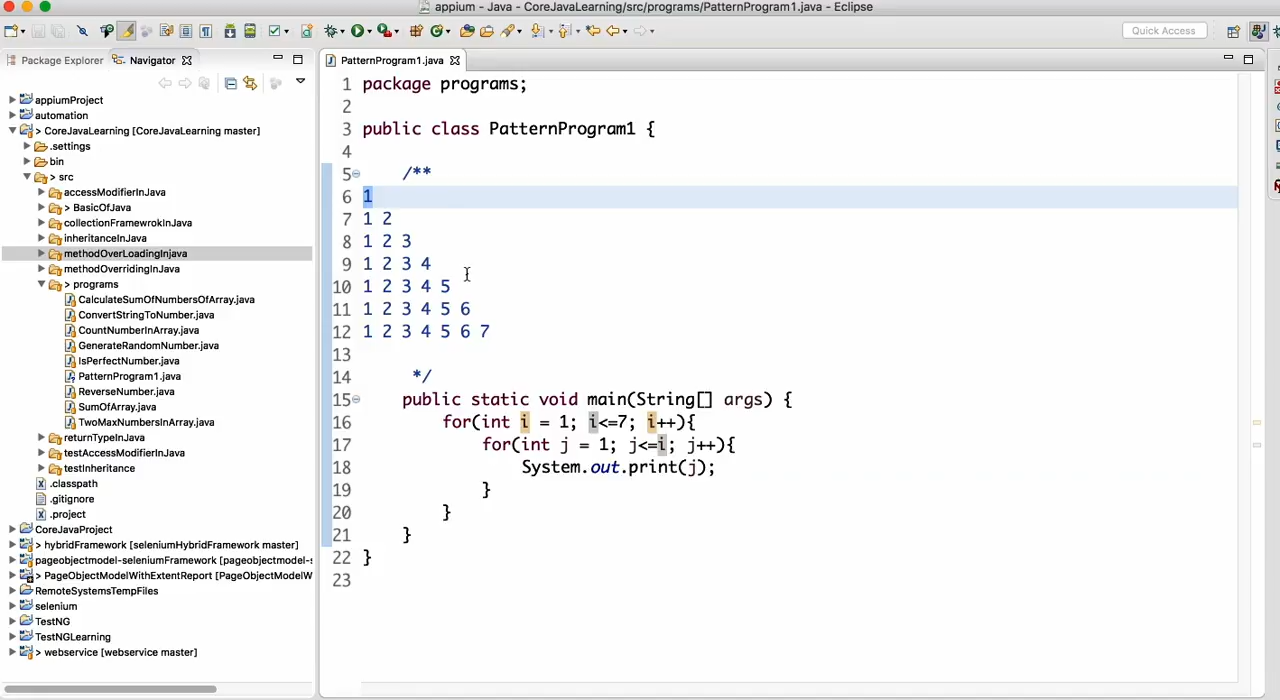 appium - Java - CoreJavaLearning/src/programs/PatternProgram1.java - Eclipse
Quick Access
Package Explorer
Navigator
appiumProject
automation
> CoreJavaLearning [CoreJavaLearning master]
.settings
bin
> src
accessModifierInJava
> BasicOfJava
collectionFramewrokInJava
inheritanceInJava
methodOverLoadingInjava
methodOverridingInJava
> programs
CalculateSumOfNumbersOfArray.java
ConvertStringToNumber.java
CountNumberInArray.java
GenerateRandomNumber.java
IsPerfectNumber.java
PatternProgram1.java
ReverseNumber.java
SumOfArray.java
TwoMaxNumbersInArray.java
returnTypeInJava
testAccessModifierInJava
testInheritance
.classpath
.gitignore
.project
CoreJavaProject
> hybridFramework [seleniumHybridFramework master]
pageobjectmodel-seleniumFramework [pageobjectmodel-s
> PageObjectModelWithExtentReport [PageObjectModelW
RemoteSystemsTempFiles
selenium
TestNG
TestNGLearning
> webservice [webservice master]
PatternProgram1.java
1 package programs;
2
3 public class PatternProgram1 {
4
5 /**
6 1
7 1 2
8 1 2 3
9 1 2 3 4
10 1 2 3 4 5
11 1 2 3 4 5 6
12 1 2 3 4 5 6 7
13
14 */
15 public static void main(String[] args) {
16 for(int i = 1; i<=7; i++){
17 for(int j = 1; j<=i; j++){
18 System.out.print(j);
19 }
20 }
21 }
22 }
23